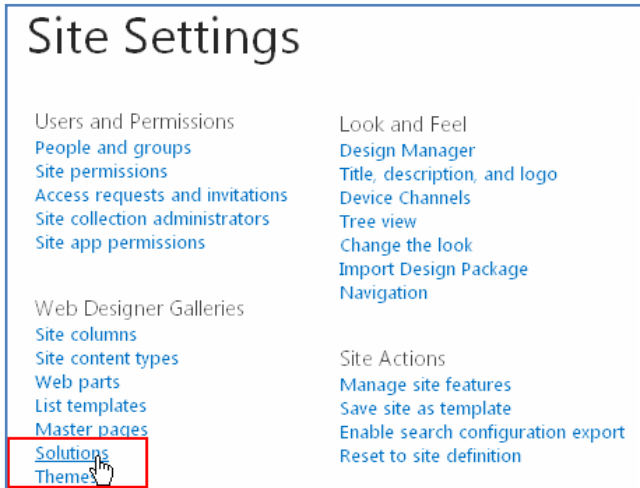 Site Settings
Users and Permissions
People and groups
Site permissions
Access requests and invitations
Site collection administrators
Site app permissions
Web Designer Galleries
Site columns
Site content types
Web parts
List templates
Master pages
Solutions
Themes
Look and Feel
Design Manager
Title, description, and logo
Device Channels
Tree view
Change the look
Import Design Package
Navigation
Site Actions
Manage site features
Save site as template
Enable search configuration export
Reset to site definition